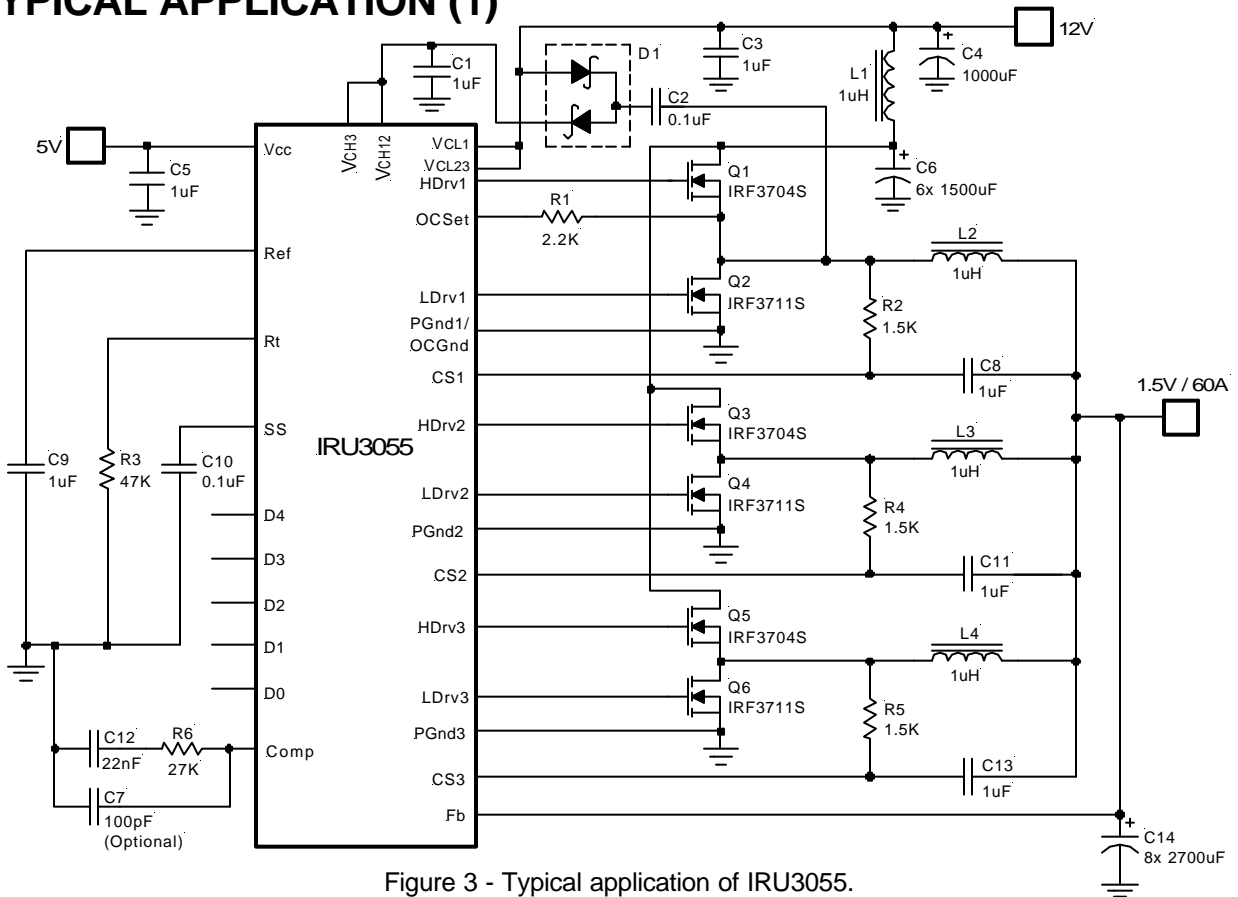 YPICAL APPLICATION (1)
12V
D1
C1
1uF
C3
1uF
C4
1000uF
L1
1uH
C2
0.1uF
5V
C5
1uF
Vcc
VCH3
VCH12
VCL1
VCL23
HDrv1
Q1
IRF3704S
C6
6x 1500uF
OCSet
R1
2.2K
Ref
L2
1uH
LDrv1
Q2
IRF3711S
R2
1.5K
PGnd1/
OCGnd
Rt
CS1
C8
1uF
1.5V / 60A
HDrv2
Q3
IRF3704S
SS
IRU3055
L3
1uH
C9
1uF
R3
47K
C10
0.1uF
LDrv2
Q4
IRF3711S
R4
1.5K
D4
PGnd2
D3
CS2
C11
1uF
D2
HDrv3
Q5
IRF3704S
D1
L4
1uH
D0
LDrv3
Q6
IRF3711S
R5
1.5K
PGnd3
C12
22nF
R6
27K
Comp
CS3
C13
1uF
C7
100pF
(Optional)
Fb
C14
8x 2700uF
Figure 3 - Typical application of IRU3055.